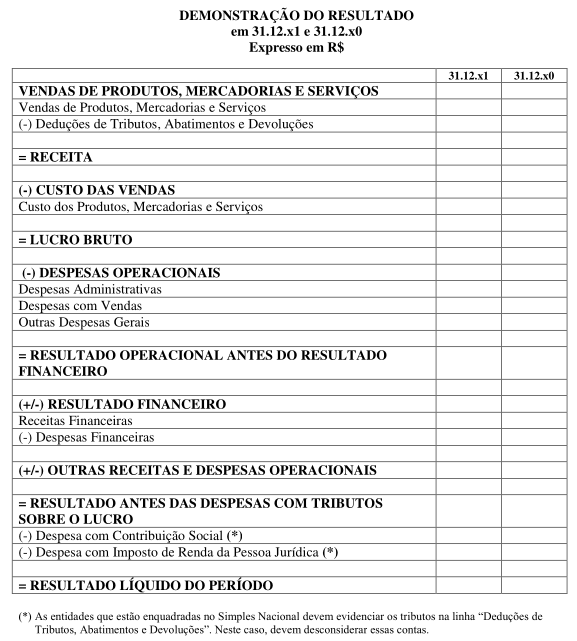 DEMONSTRAÇÃO DO RESULTADO
em 31.12.x1 e 31.12.x0
Expresso em R$
31.12.x1 31.12.x0
VENDAS DE PRODUTOS, MERCADORIAS E SERVIÇOS
Vendas de Produtos, Mercadorias e Serviços
(-) Deduções de Tributos, Abatimentos e Devoluções
= RECEITA
(-) CUSTO DAS VENDAS
Custo dos Produtos, Mercadorias e Serviços
= LUCRO BRUTO
(-) DESPESAS OPERACIONAIS
Despesas Administrativas
Despesas com Vendas
Outras Despesas Gerais
= RESULTADO OPERACIONAL ANTES DO RESULTADO
FINANCEIRO
(+/-) RESULTADO FINANCEIRO
Receitas Financeiras
(-) Despesas Financeiras
(+/-) OUTRAS RECEITAS E DESPESAS OPERACIONAIS
= RESULTADO ANTES DAS DESPESAS COM TRIBUTOS
SOBRE O LUCRO
(-) Despesa com Contribuição Social (*)
(-) Despesa com Imposto de Renda da Pessoa Jurídica (*)
= RESULTADO LÍQUIDO DO PERÍODO
(*) As entidades que estão enquadradas no Simples Nacional devem evidenciar os tributos na linha “Deduções de
Tributos, Abatimentos e Devoluções”. Neste caso, devem desconsiderar essas contas.